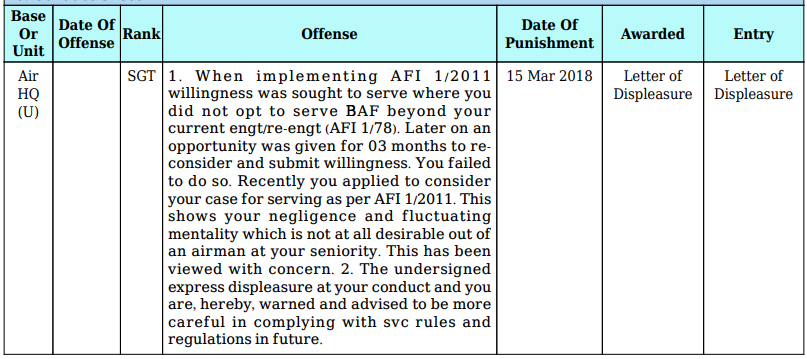 Base Or Unit
Date Of Offense
Rank
Offense
Date Of Punishment
Awarded
Entry
Air HQ (U)
SGT
1. When implementing AFI 1/2011
willingness was sought to serve where you
did not opt to serve BAF beyond your
current engt/re-engt (AFI 1/78). Later on an
opportunity was given for 03 months to re-
consider and submit willingness. You failed
to do so. Recently you applied to consider
your case for serving as per AFI 1/2011. This
shows your negligence and fluctuating
mentality which is not at all desirable out of
an airman at your seniority. This has been
viewed with concern. 2. The undersigned
express displeasure at your conduct and you
are, hereby, warned and advised to be more
careful in complying with svc rules and
regulations in future.
15 Mar 2018
Letter of
Displeasure
Letter of
Displeasure